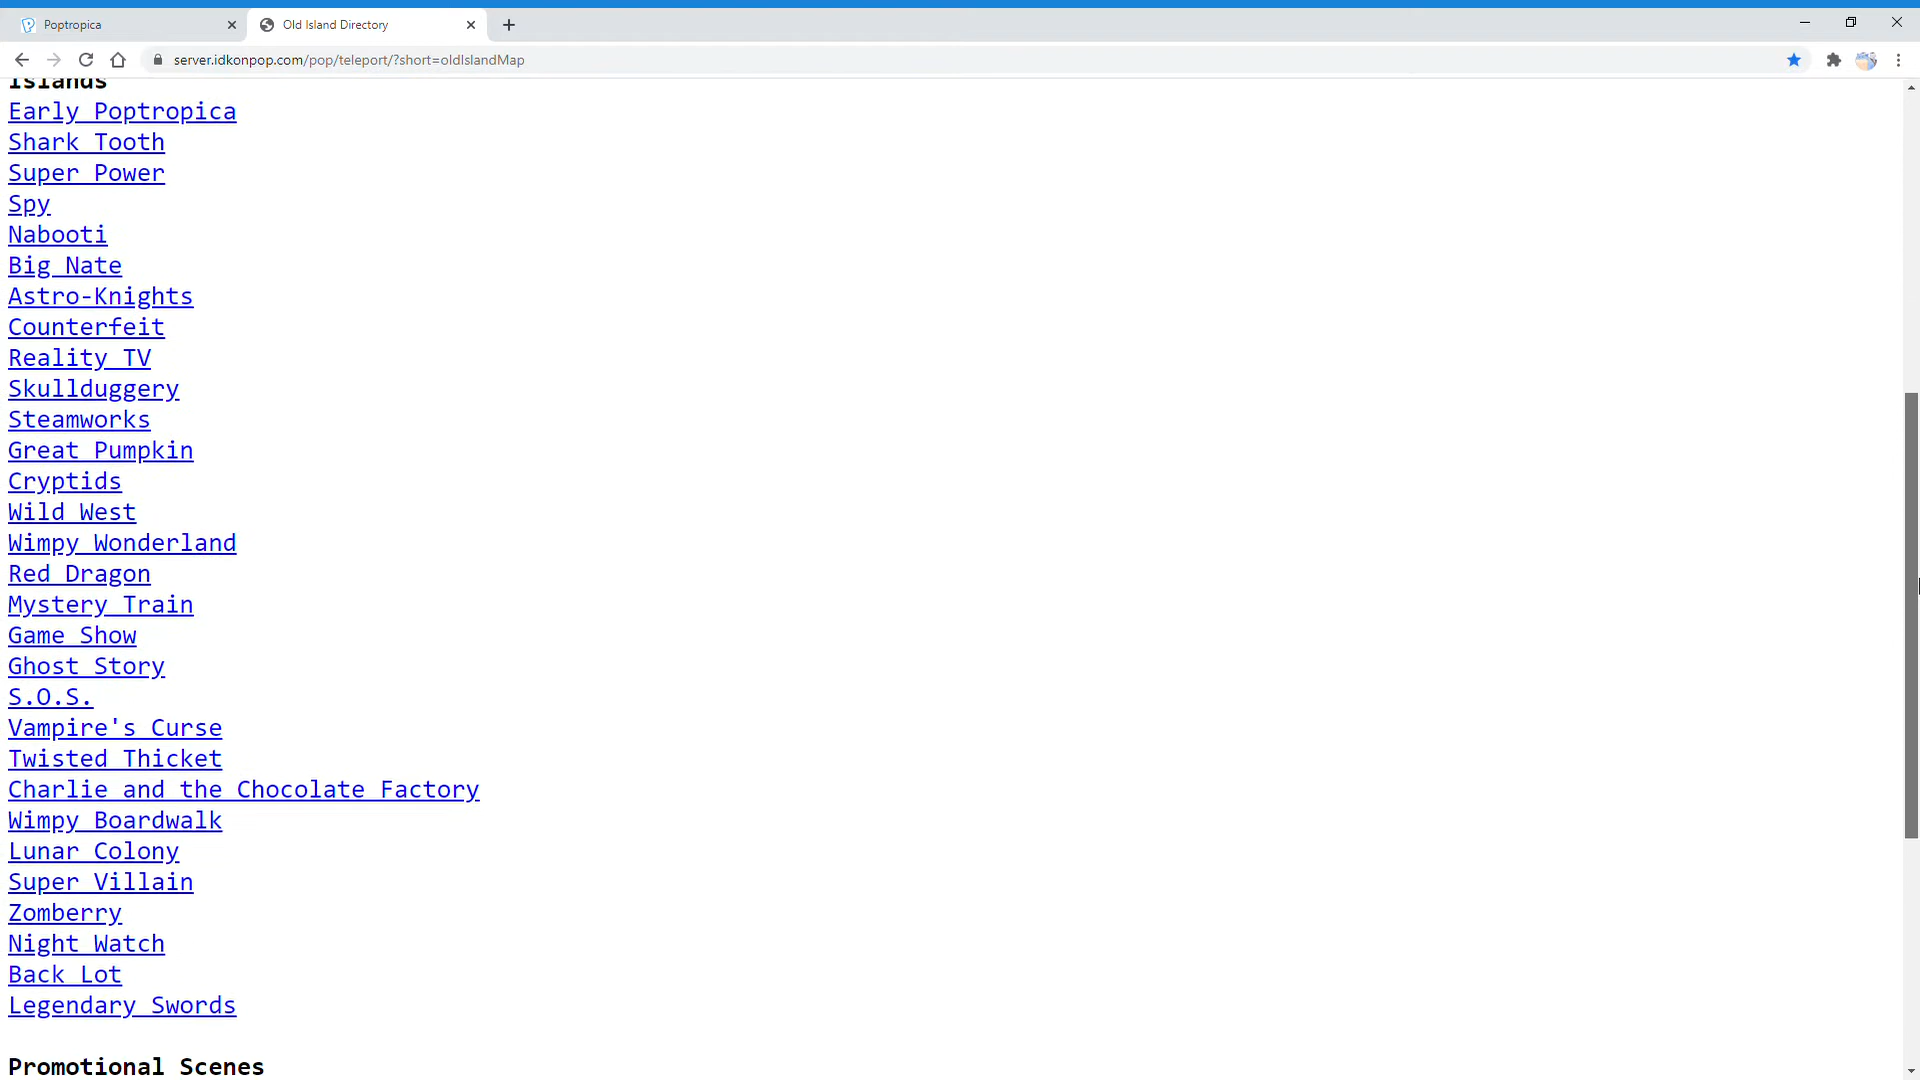 Poptropica
Old Island Directory
server.idkonpop.com/pop/teleport/?short=oldIslandMap
Islands
Early Poptropica
Shark Tooth
Super Power
Spy
Nabooti
Big Nate
Astro-Knights
Counterfeit
Reality TV
Skullduggery
Steamworks
Great Pumpkin
Cryptids
Wild West
Wimpy Wonderland
Red Dragon
Mystery Train
Game Show
Ghost Story
S.O.S.
Vampire's Curse
Twisted Thicket
Charlie and the Chocolate Factory
Wimpy Boardwalk
Lunar Colony
Super Villain
Zomberry
Night Watch
Back Lot
Legendary Swords
Promotional Scenes